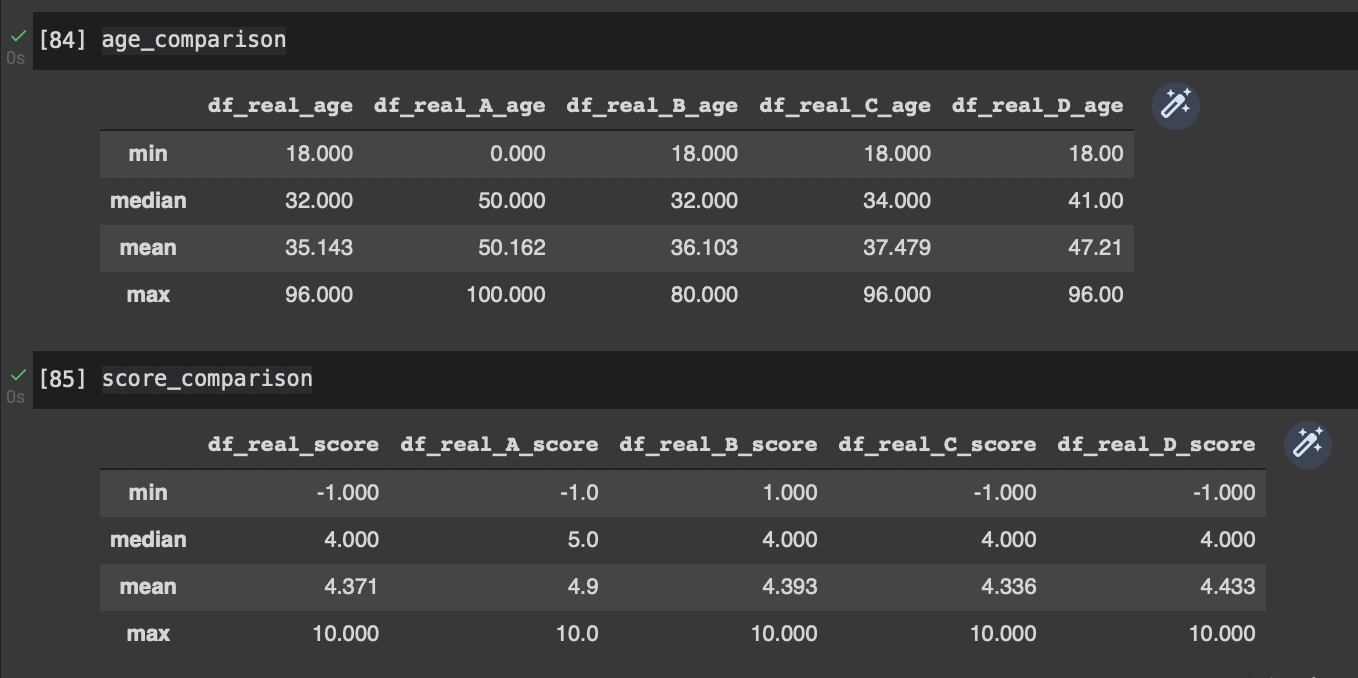 [84] age_comparison
0s
df_real_age df_real_A_age df_real_B_age df_real_C_age df_real_D_age
min 18.000 0.000 18.000 18.000 18.00
median 32.000 50.000 32.000 34.000 41.00
mean 35.143 50.162 36.103 37.479 47.21
max 96.000 100.000 80.000 96.000 96.00
[85] score_comparison
0s
df_real_score df_real_A_score df_real_B_score df_real_C_score df_real_D_score
min -1.000 -1.0 1.000 -1.000 -1.000
median 4.000 5.0 4.000 4.000 4.000
mean 4.371 4.9 4.393 4.336 4.433
max 10.000 10.0 10.000 10.000 10.000